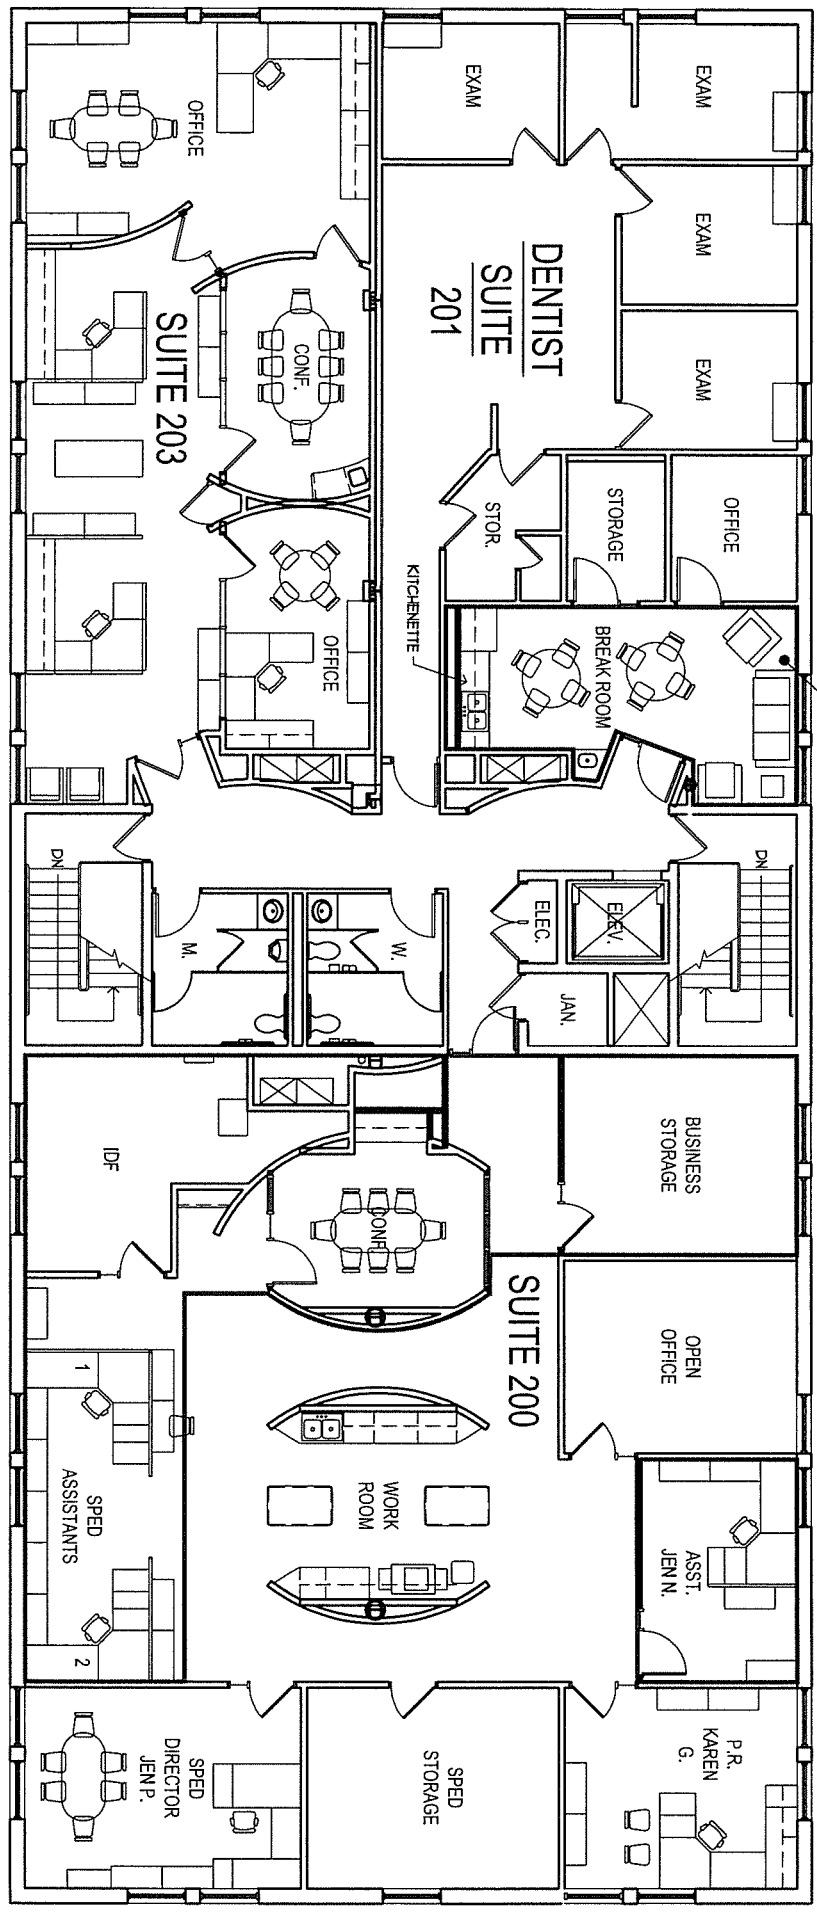 OFFICE
EXAM
EXAM
EXAM
EXAM
DENTIST
SUITE
201
SUITE 203
CONF.
STOR.
STORAGE
OFFICE
KITCHENETTE
BREAK ROOM
OFFICE
DN
DN
M.
W.
ELEC.
ELEV.
JAN.
IDF
CONF.
BUSINESS
STORAGE
SUITE 200
OPEN
OFFICE
1
SPED
ASSISTANTS
2
WORK
ROOM
ASST.
JEN N.
SPED
DIRECTOR
JEN P.
SPED
STORAGE
P.R.
KAREN
G.